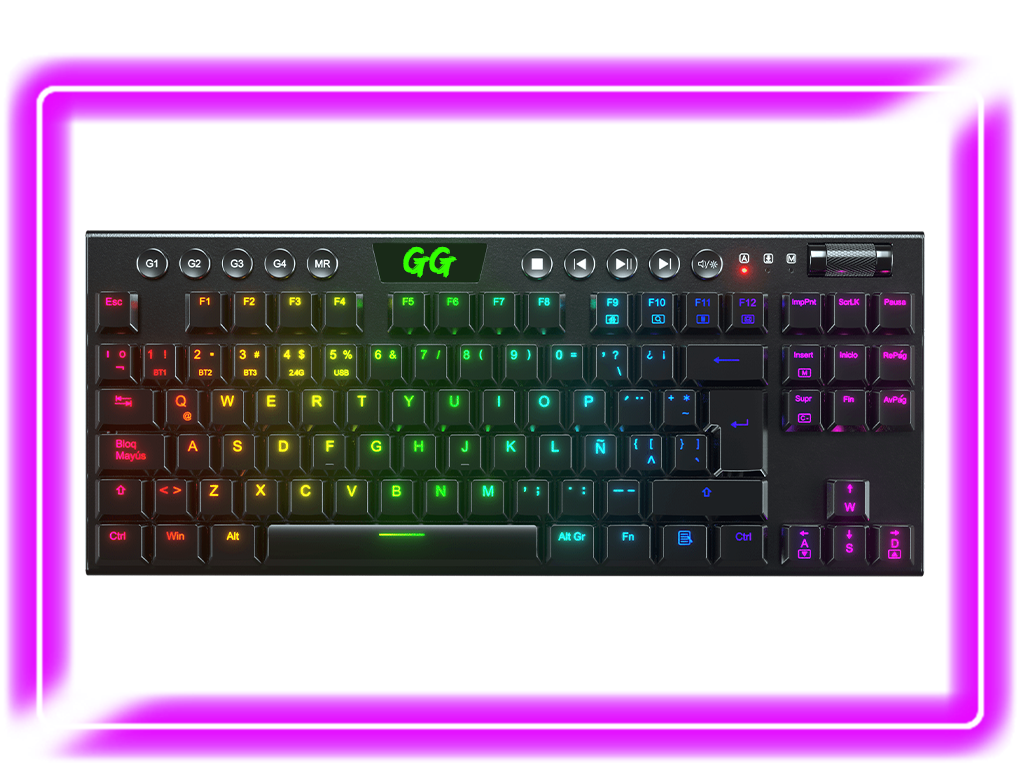 G1 G2 G3 G4 MR GG A M
Esc F1 F2 F3 F4 F5 F6 F7 F8 F9 F10 F11 F12 ImpPnt ScrLK Pausa
! O ¬ 1 ! BT1 2 • BT2 3 # BT3 4 $ 2.4G 5 % USB 6 & 7 / 8 ( 9 ) 0 = ' ? \ ¿ ¡ ← Insert M Inicio RePág
Q @ W E R T Y U I O P ´ ¨ + * ~ Supr C- Fin AvPág
Bloq Mayús A S D F G H J K L Ñ { [ ^ } ] `
⇧ < > Z X C V B N M ' ; · : – – ⇧ ↑ W
Ctrl Win Alt Alt Gr Fn Ctrl ← A ↓ S → D